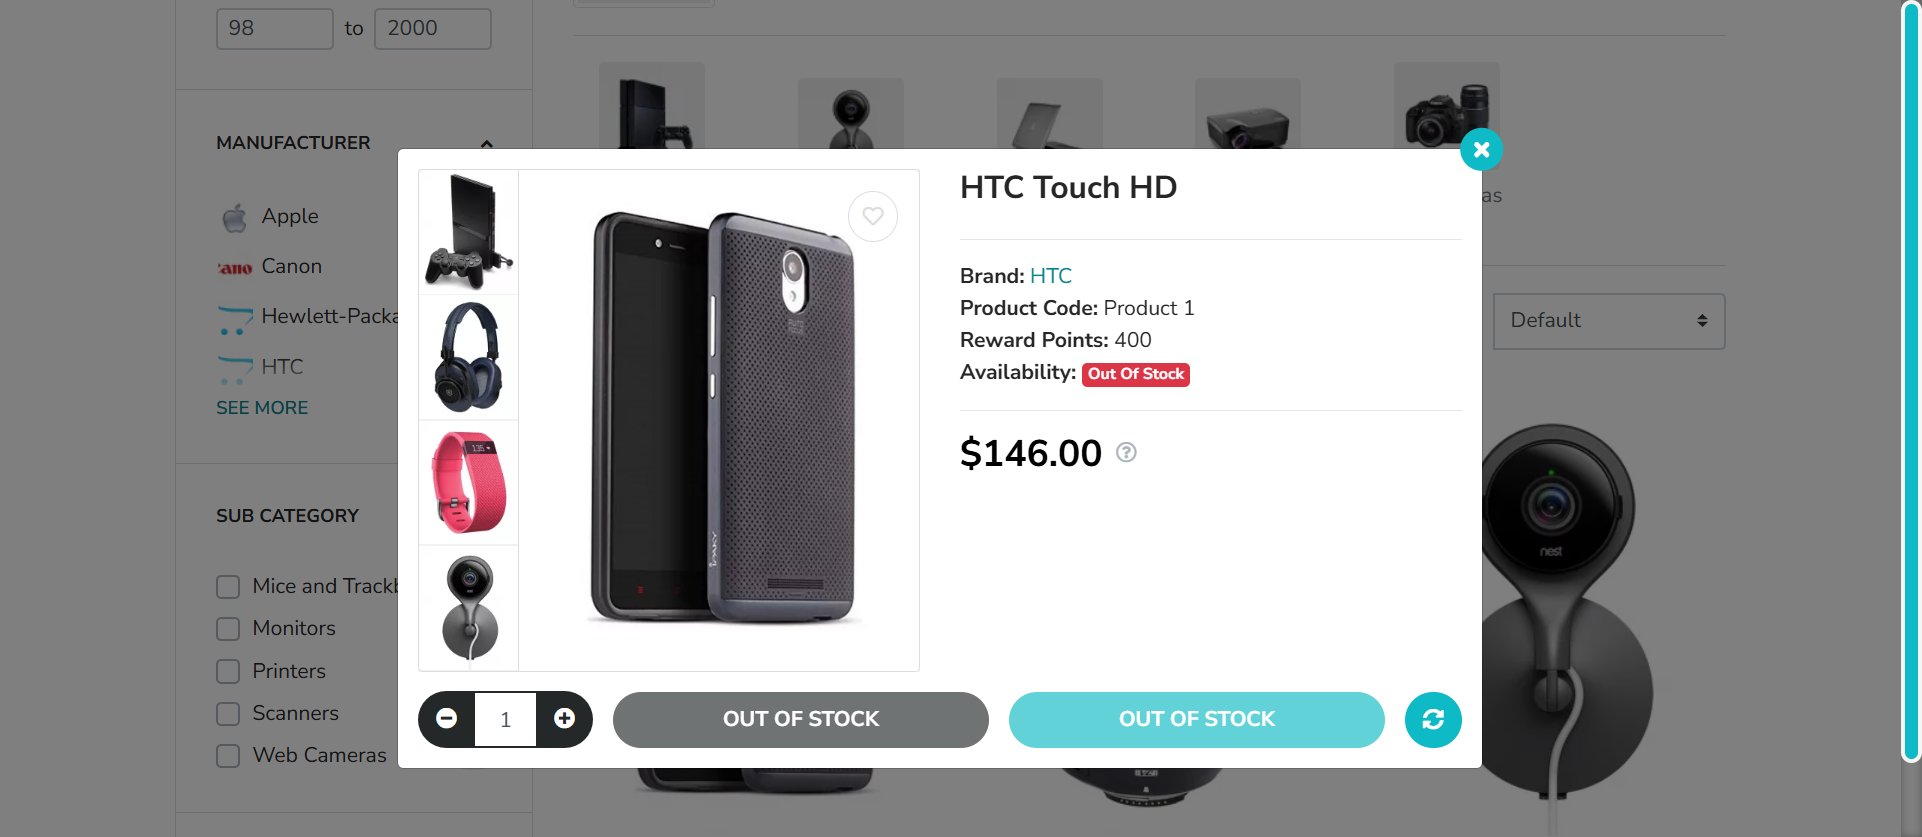 98 to 2000
MANUFACTURER
Apple
Canon
Hewlett-Packa
HTC
SEE MORE
SUB CATEGORY
Mice and Trackb
Monitors
Printers
Scanners
Web Cameras
as
Default
nest
HTC Touch HD
Brand: HTC
Product Code: Product 1
Reward Points: 400
Availability: Out Of Stock
$146.00
iPAKY
1
OUT OF STOCK
OUT OF STOCK